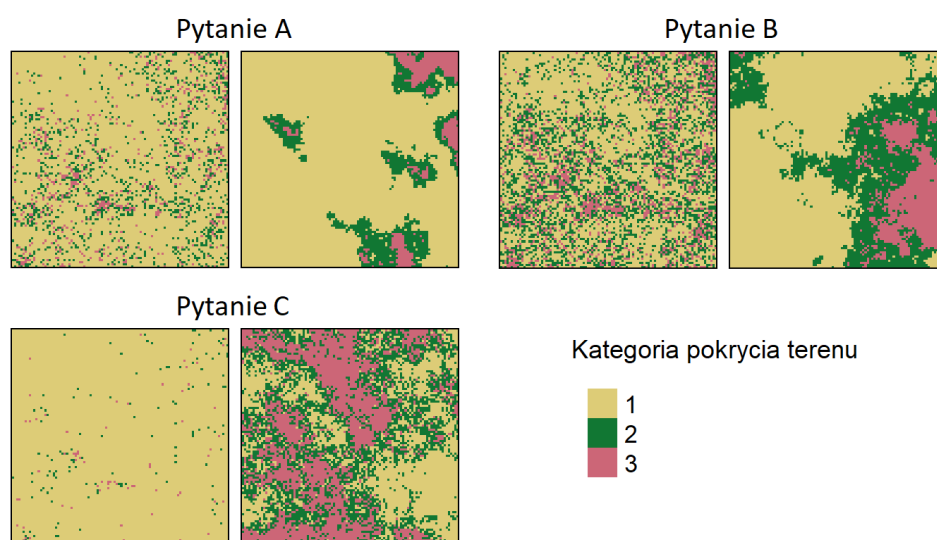 Pytanie A
Pytanie B
Pytanie C
Kategoria pokrycia terenu
1
2
3